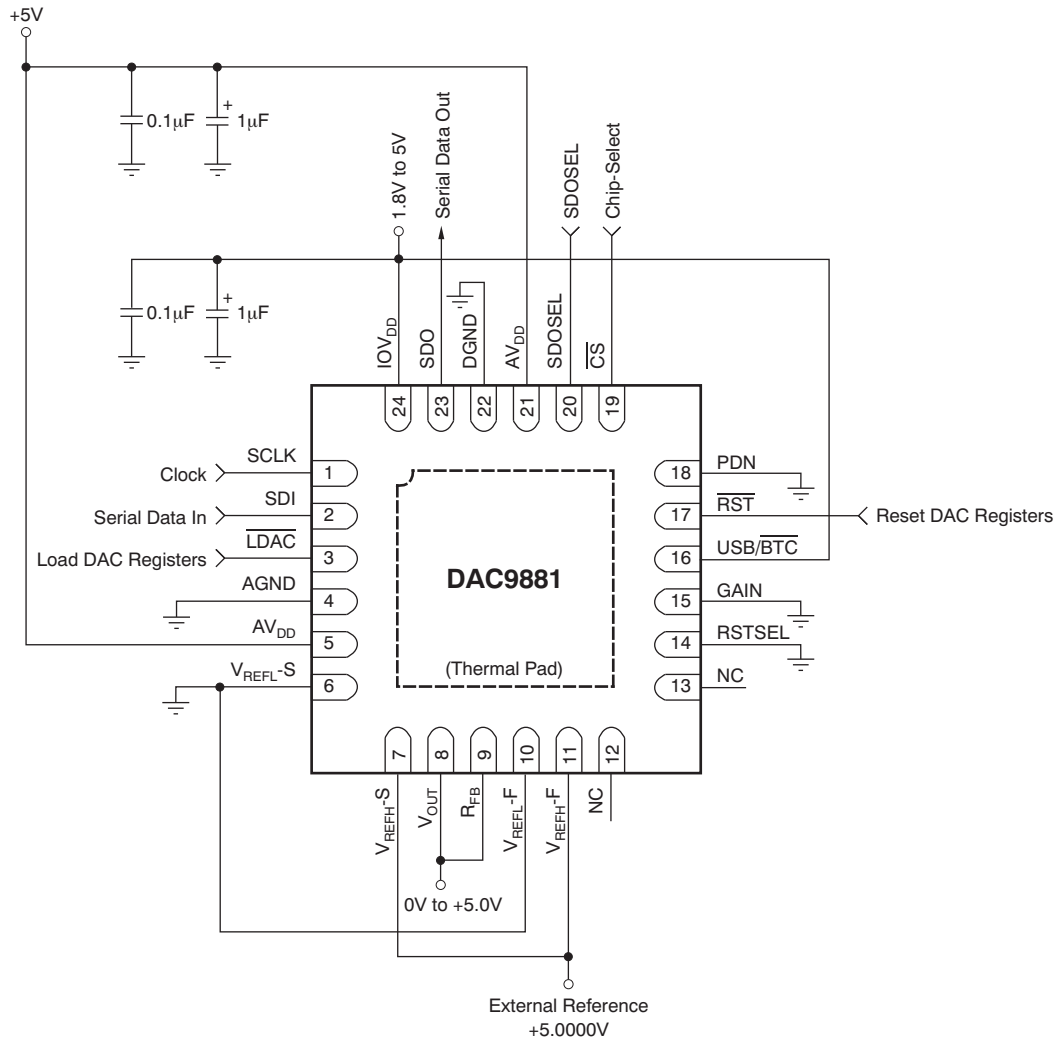 +5V
0.1μF
1μF
1.8V to 5V
Serial Data Out
SDOSEL
Chip-Select
0.1μF
1μF
IOVDD
SDO
DGND
AVDD
SDOSEL
C̅S̅
24
23
22
21
20
19
Clock
SCLK
1
Serial Data In
SDI
2
Load DAC Registers
L̅D̅A̅C̅
3
AGND
4
AVDD
5
VREFL-S
6
DAC9881
(Thermal Pad)
18
PDN
17
R̅S̅T̅
Reset DAC Registers
16
USB/B̅T̅C̅
15
GAIN
14
RSTSEL
13
NC
7
8
9
10
11
12
VREFH-S
VOUT
RFB
VREFL-F
VREFH-F
NC
0V to +5.0V
External Reference
+5.0000V